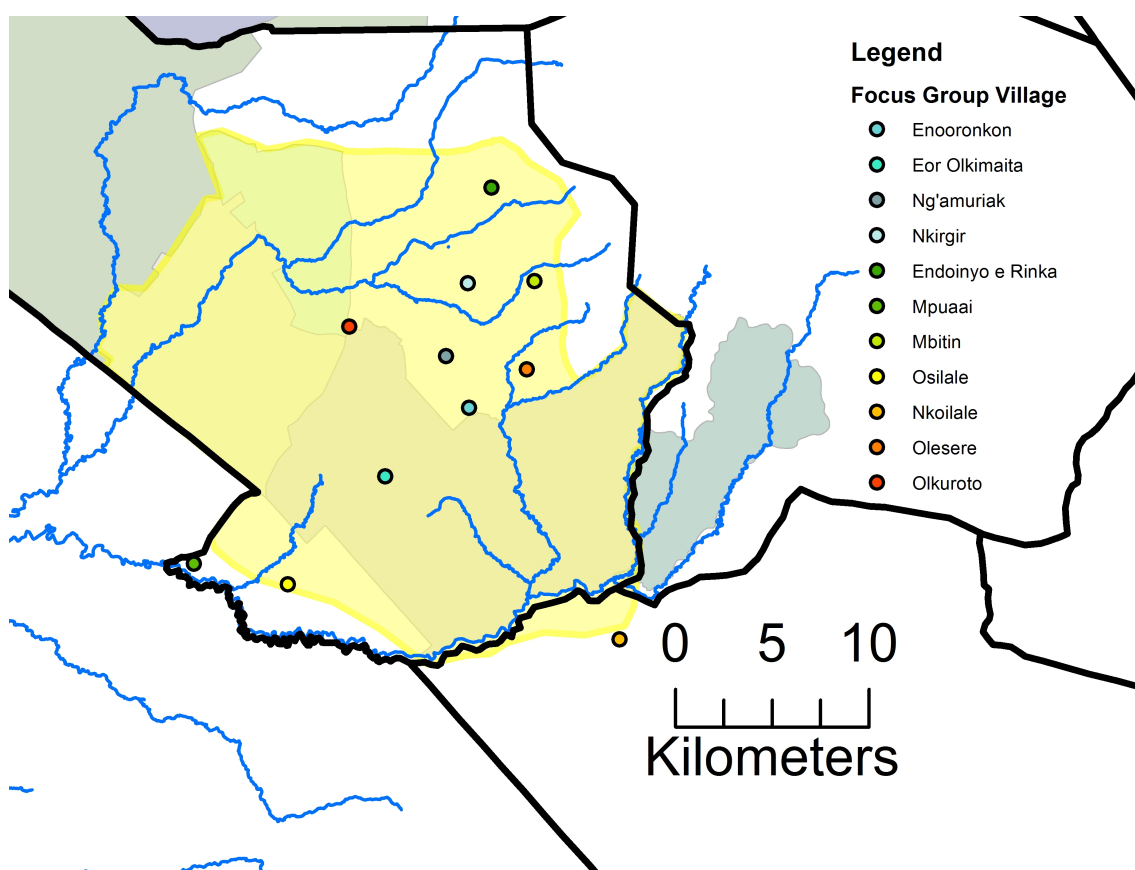 Legend
Focus Group Village
Enooronkon
Eor Olkimaita
Ng'amuriak
Nkirgir
Endoinyo e Rinka
Mpuaai
Mbitin
Osilale
Nkoilale
Olesere
Olkuroto
0 5 10
Kilometers